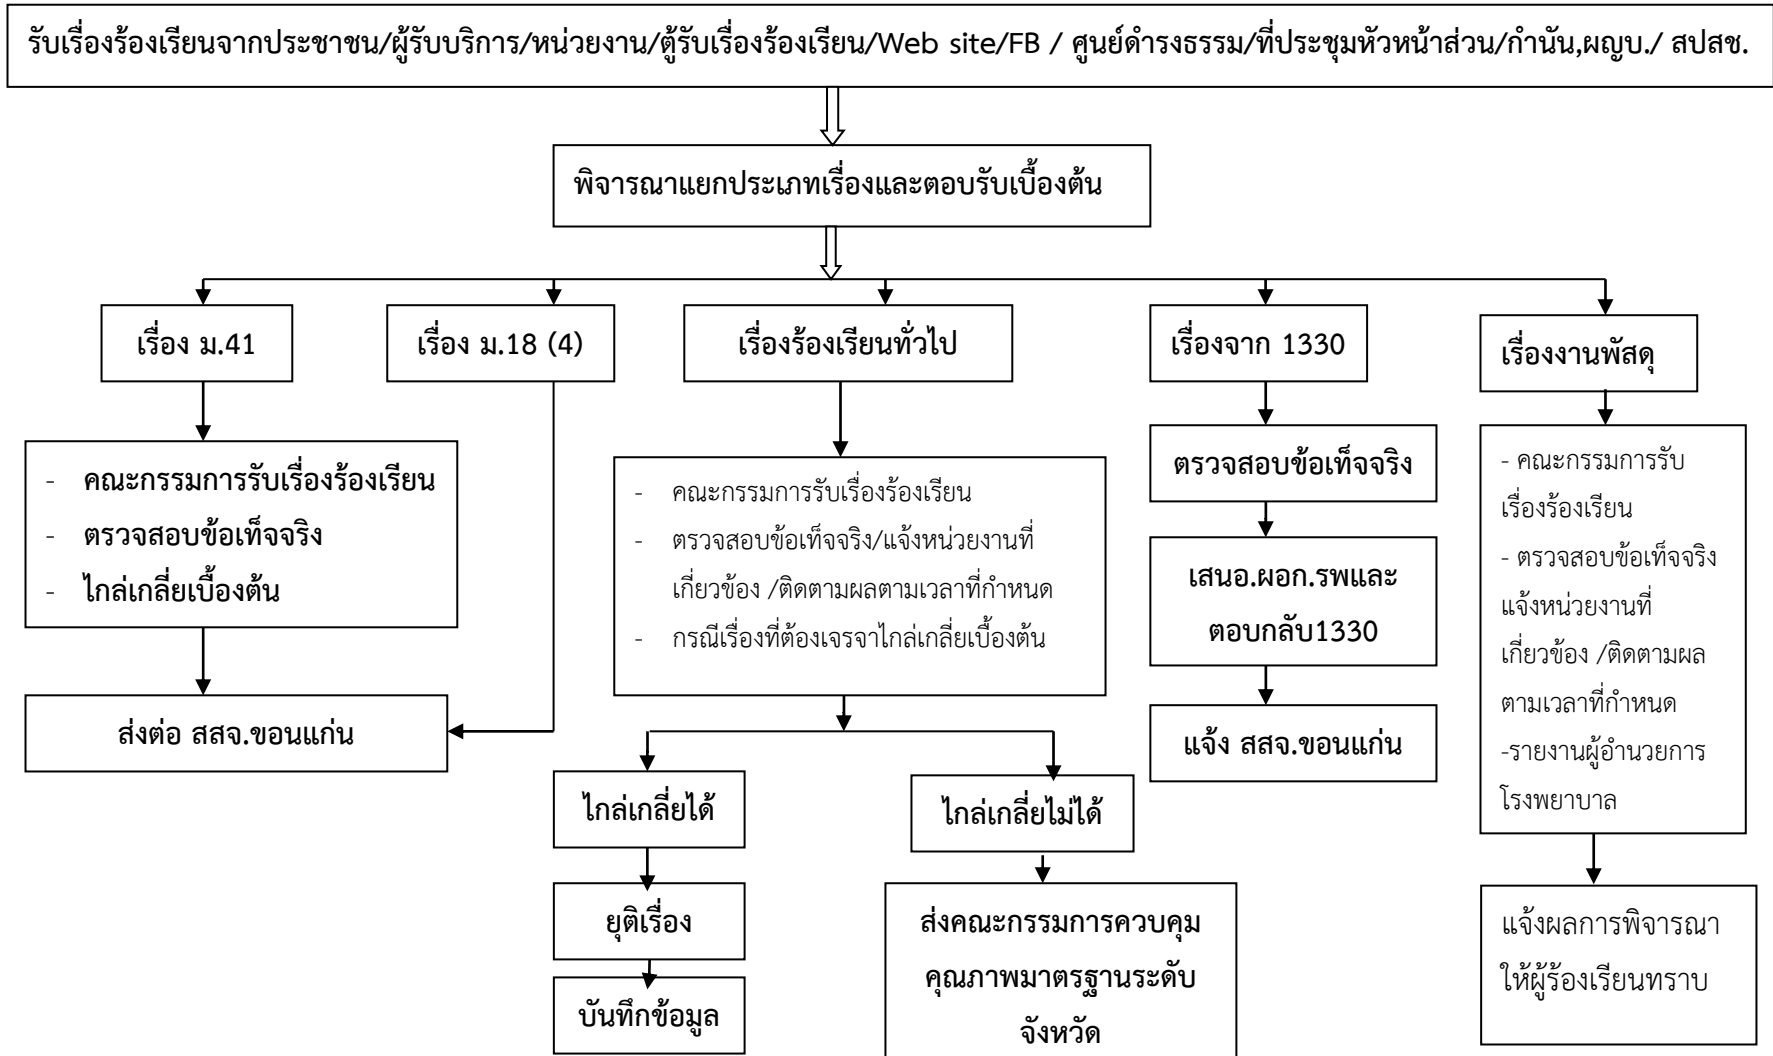 รับเรื่องร้องเรียนจากประชาชน/ผู้รับบริการ/หน่วยงาน/ตู้รับเรื่องร้องเรียน/Web site/FB / ศูนย์ดำรงธรรม/ที่ประชุมหัวหน้าส่วน/กำนัน,ผญบ./ สปสช.
พิจารณาแยกประเภทเรื่องและตอบรับเบื้องต้น
เรื่อง ม.41
เรื่อง ม.18 (4)
เรื่องร้องเรียนทั่วไป
เรื่องจาก 1330
เรื่องงานพัสดุ
- คณะกรรมการรับเรื่องร้องเรียน
- ตรวจสอบข้อเท็จจริง
- ไกล่เกลี่ยเบื้องต้น
ส่งต่อ สสจ.ขอนแก่น
- คณะกรรมการรับเรื่องร้องเรียน
- ตรวจสอบข้อเท็จจริง/แจ้งหน่วยงานที่
เกี่ยวข้อง /ติดตามผลตามเวลาที่กำหนด
- กรณีเรื่องที่ต้องเจรจาไกล่เกลี่ยเบื้องต้น
ไกล่เกลี่ยได้
ยุติเรื่อง
บันทึกข้อมูล
ไกล่เกลี่ยไม่ได้
ส่งคณะกรรมการควบคุม
คุณภาพมาตรฐานระดับ
จังหวัด
ตรวจสอบข้อเท็จจริง
เสนอ.ผอก.รพและ
ตอบกลับ1330
แจ้ง สสจ.ขอนแก่น
- คณะกรรมการรับ
เรื่องร้องเรียน
- ตรวจสอบข้อเท็จจริง
แจ้งหน่วยงานที่
เกี่ยวข้อง /ติดตามผล
ตามเวลาที่กำหนด
-รายงานผู้อำนวยการ
โรงพยาบาล
แจ้งผลการพิจารณา
ให้ผู้ร้องเรียนทราบ